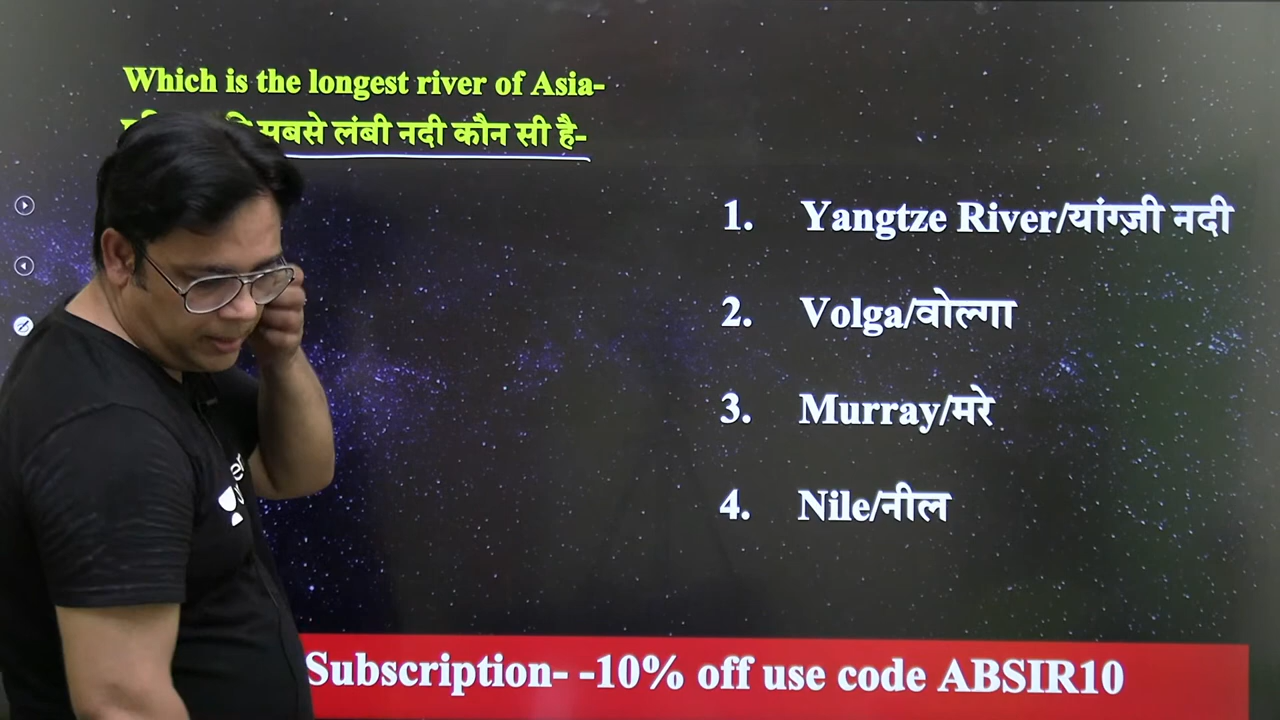 Which is the longest river of Asia-
सबसे लंबी नदी कौन सी है-
1. Yangtze River/यांग्ज़ी नदी
2. Volga/वोल्गा
3. Murray/मरे
4. Nile/नील
Subscription- -10% off use code ABSIR10